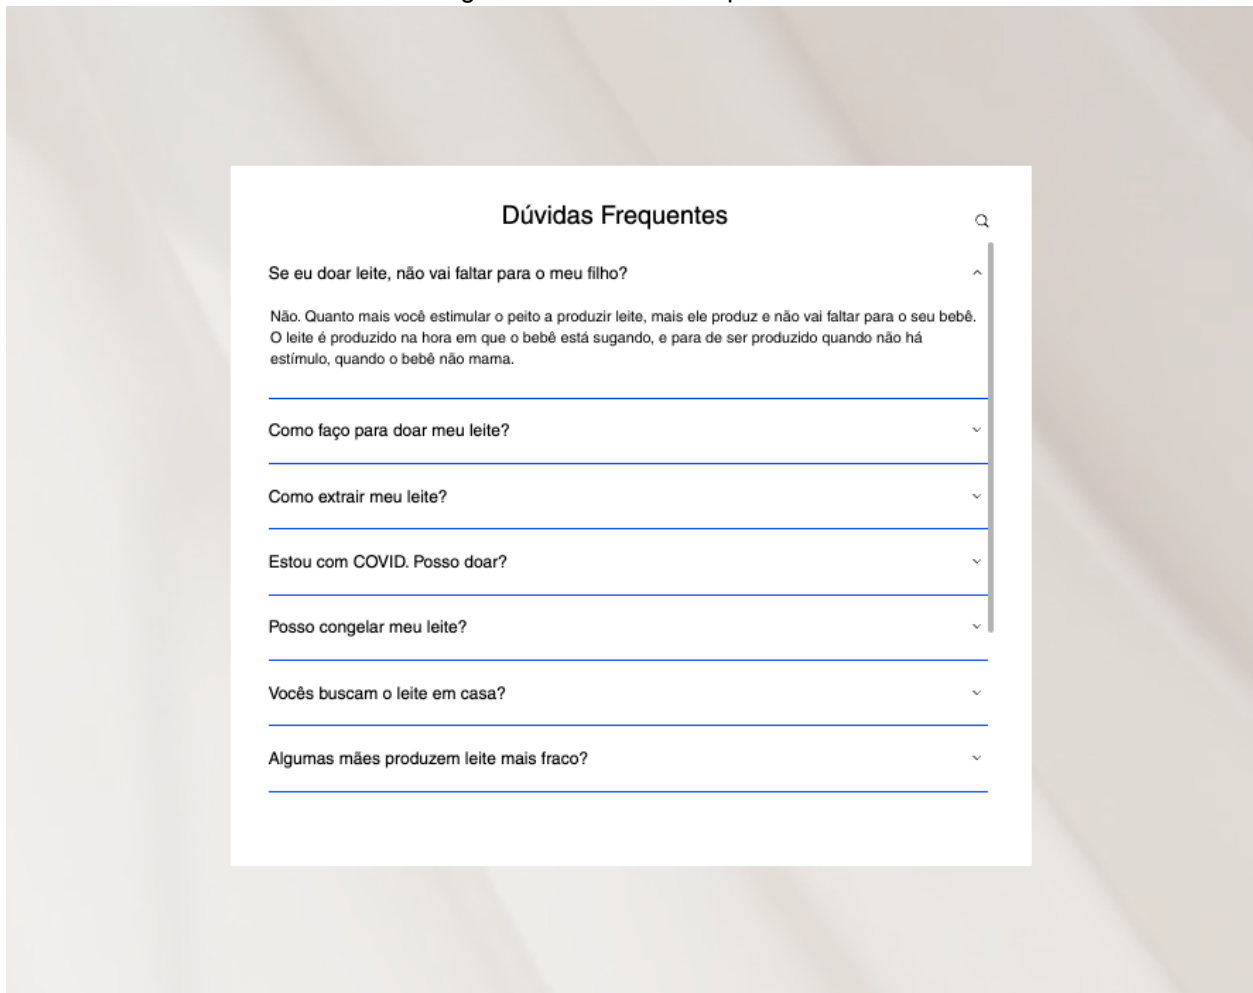 Dúvidas Frequentes
Se eu doar leite, não vai faltar para o meu filho?
Não. Quanto mais você estimular o peito a produzir leite, mais ele produz e não vai faltar para o seu bebê.
O leite é produzido na hora em que o bebê está sugando, e para de ser produzido quando não há
estímulo, quando o bebê não mama.
Como faço para doar meu leite?
Como extrair meu leite?
Estou com COVID. Posso doar?
Posso congelar meu leite?
Vocês buscam o leite em casa?
Algumas mães produzem leite mais fraco?